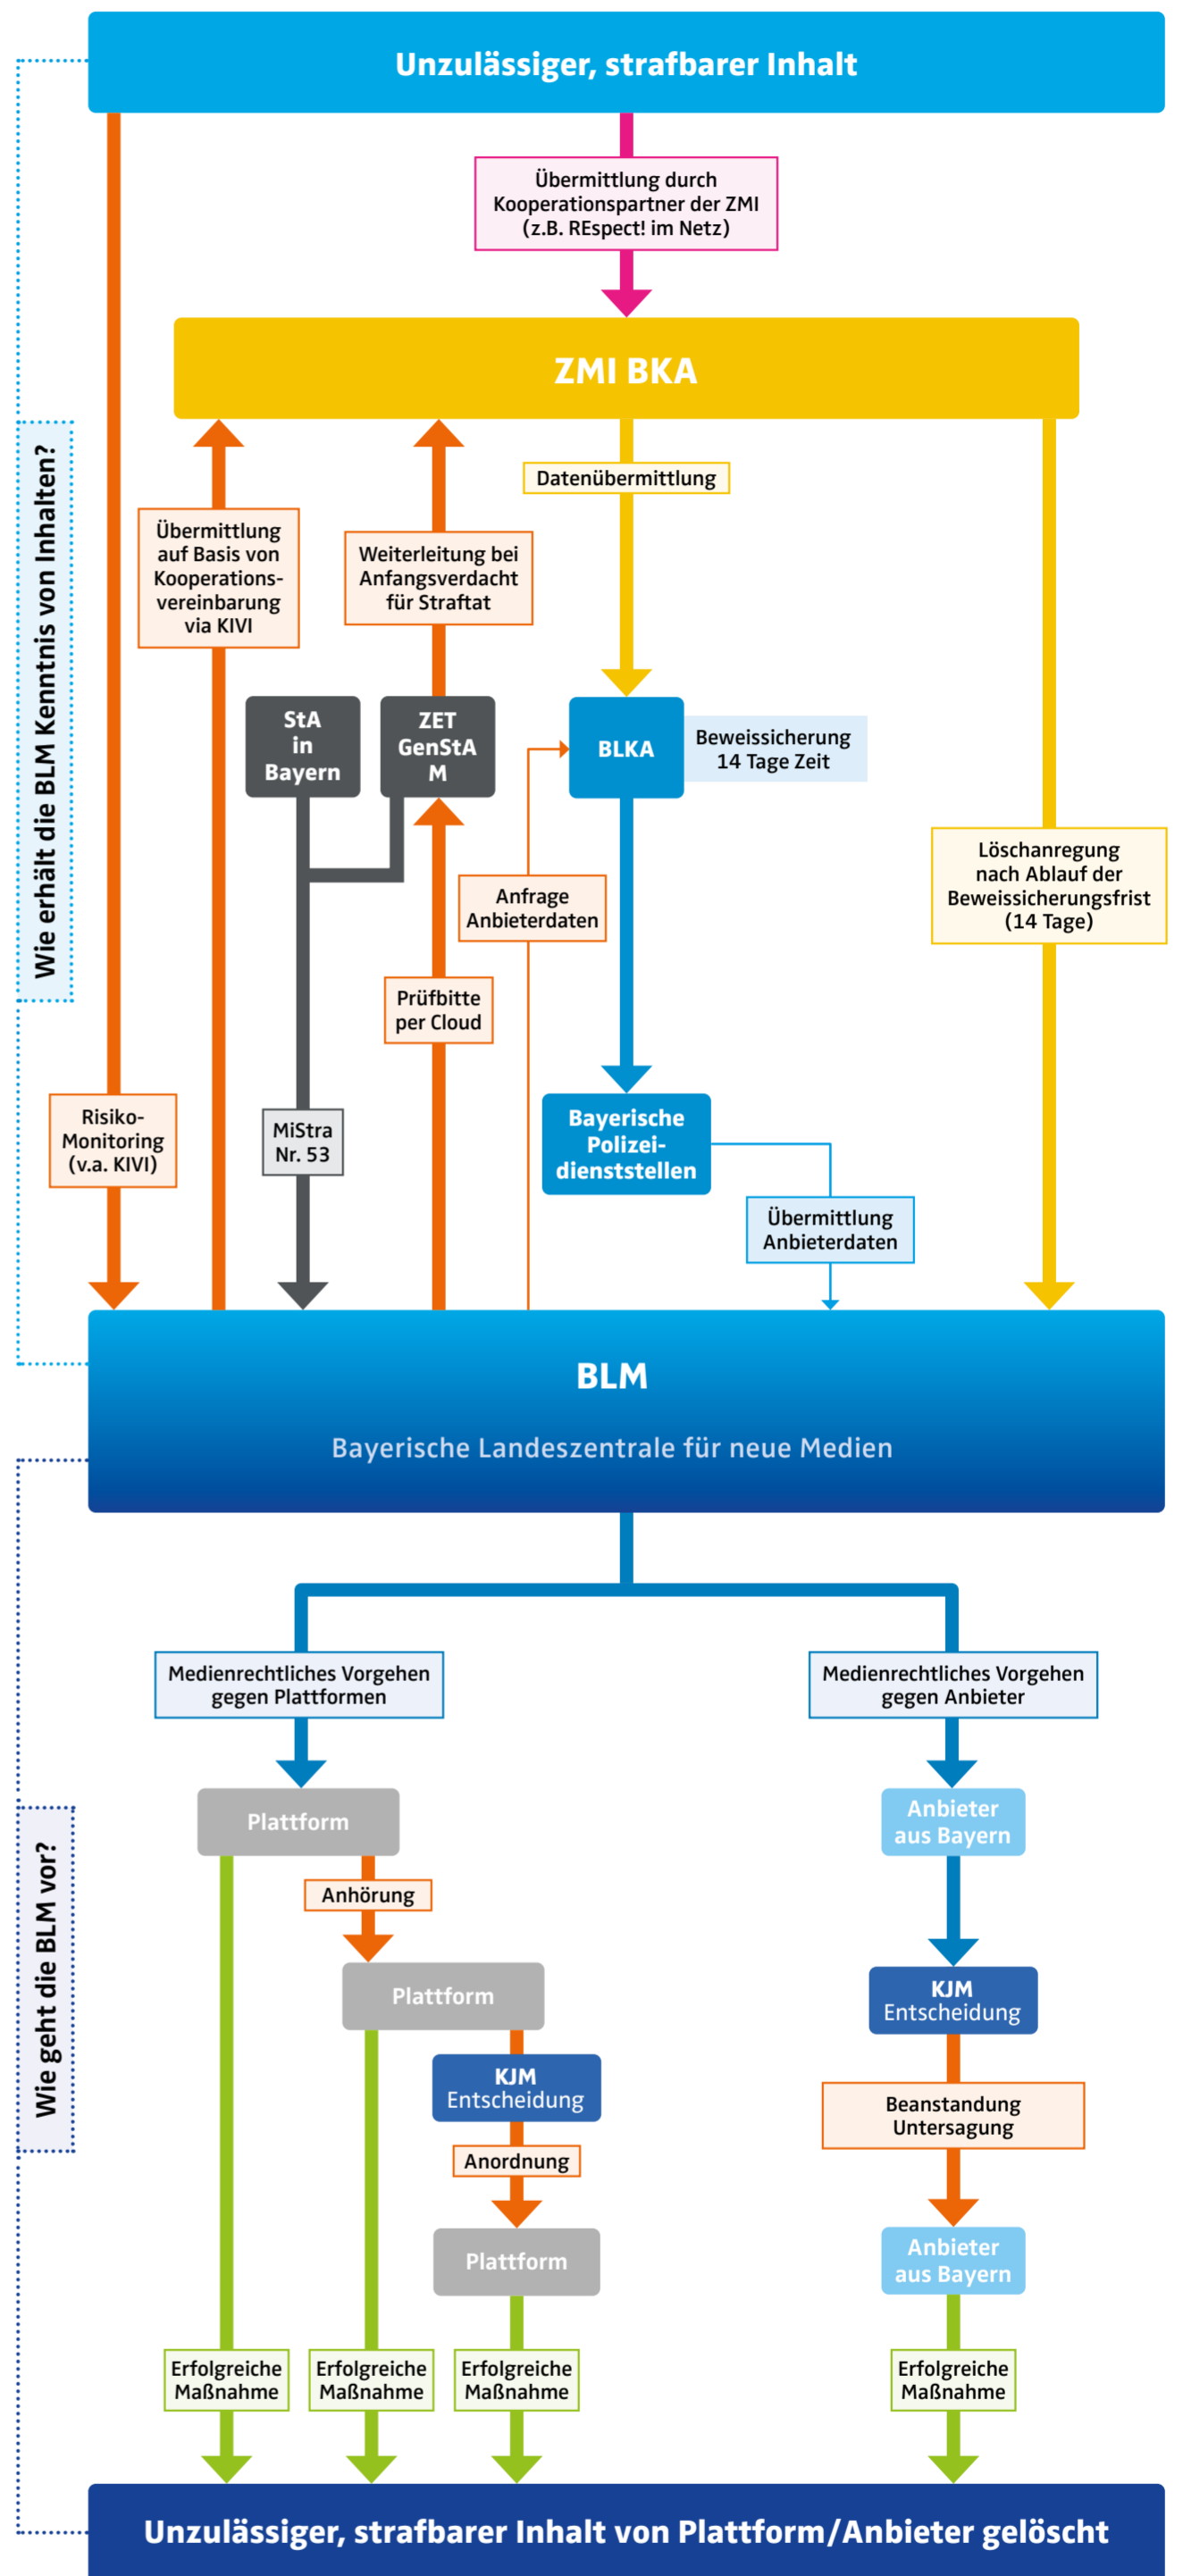 Unzulässiger, strafbarer Inhalt
Übermittlung durch
Kooperationspartner der ZMI
(z.B. REspect! im Netz)
ZMI BKA
Wie erhält die BLM Kenntnis von Inhalten?
Datenübermittlung
Übermittlung
auf Basis von
Kooperations-
vereinbarung
via KIVI
Weiterleitung bei
Anfangsverdacht
für Straftat
StA
in
Bayern
ZET
GenStA
M
BLKA
Beweissicherung
14 Tage Zeit
Löschanregung
nach Ablauf der
Beweissicherungsfrist
(14 Tage)
Anfrage
Anbieterdaten
Prüfbitte
per Cloud
Risiko-
Monitoring
(v.a. KIVI)
MiStra
Nr. 53
Bayerische
Polizei-
dienststellen
Übermittlung
Anbieterdaten
BLM
Bayerische Landeszentrale für neue Medien
Wie geht die BLM vor?
Medienrechtliches Vorgehen
gegen Plattformen
Medienrechtliches Vorgehen
gegen Anbieter
Plattform
Anbieter
aus Bayern
Anhörung
Plattform
KJM
Entscheidung
KJM
Entscheidung
Anordnung
Beanstandung
Untersagung
Plattform
Anbieter
aus Bayern
Erfolgreiche
Maßnahme
Erfolgreiche
Maßnahme
Erfolgreiche
Maßnahme
Erfolgreiche
Maßnahme
Unzulässiger, strafbarer Inhalt von Plattform/Anbieter gelöscht